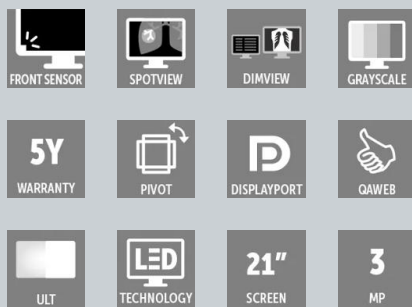 FRONT SENSOR
SPOTVIEW
DIMVIEW
GRAYSCALE
5Y
WARRANTY
PIVOT
DISPLAYPORT
QAWEB
ULT
LED
TECHNOLOGY
21"
SCREEN
3
MP